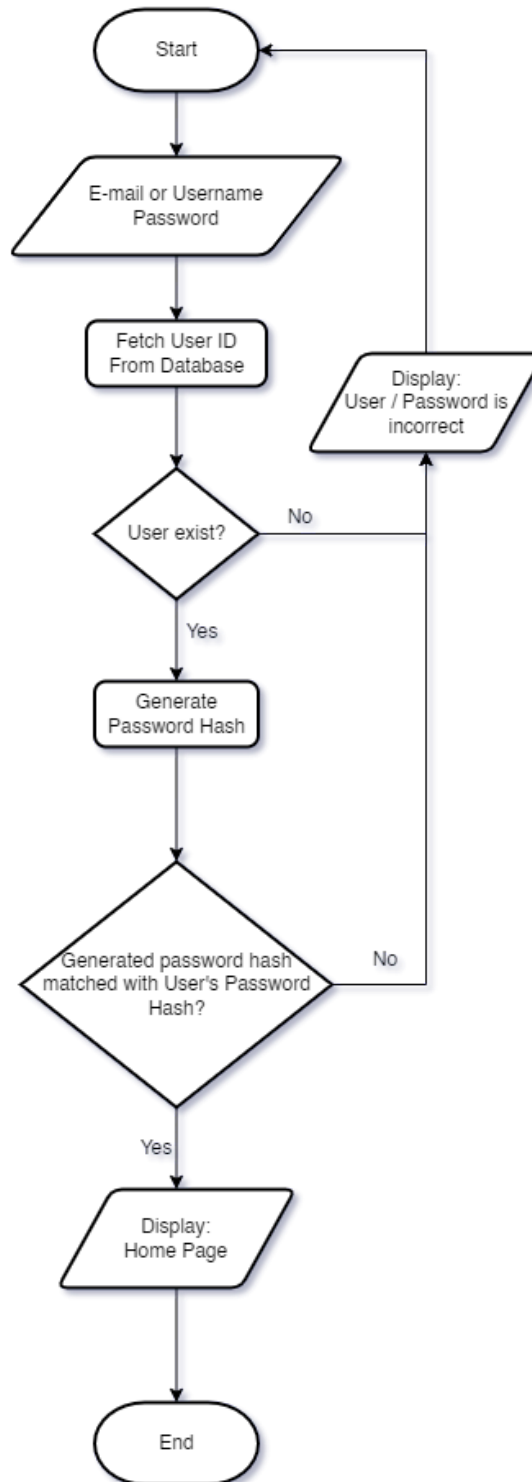 Start
E-mail or Username
Password
Fetch User ID
From Database
Display:
User / Password is
incorrect
User exist?
No
Yes
Generate
Password Hash
Generated password hash
matched with User's Password
Hash?
No
Yes
Display:
Home Page
End